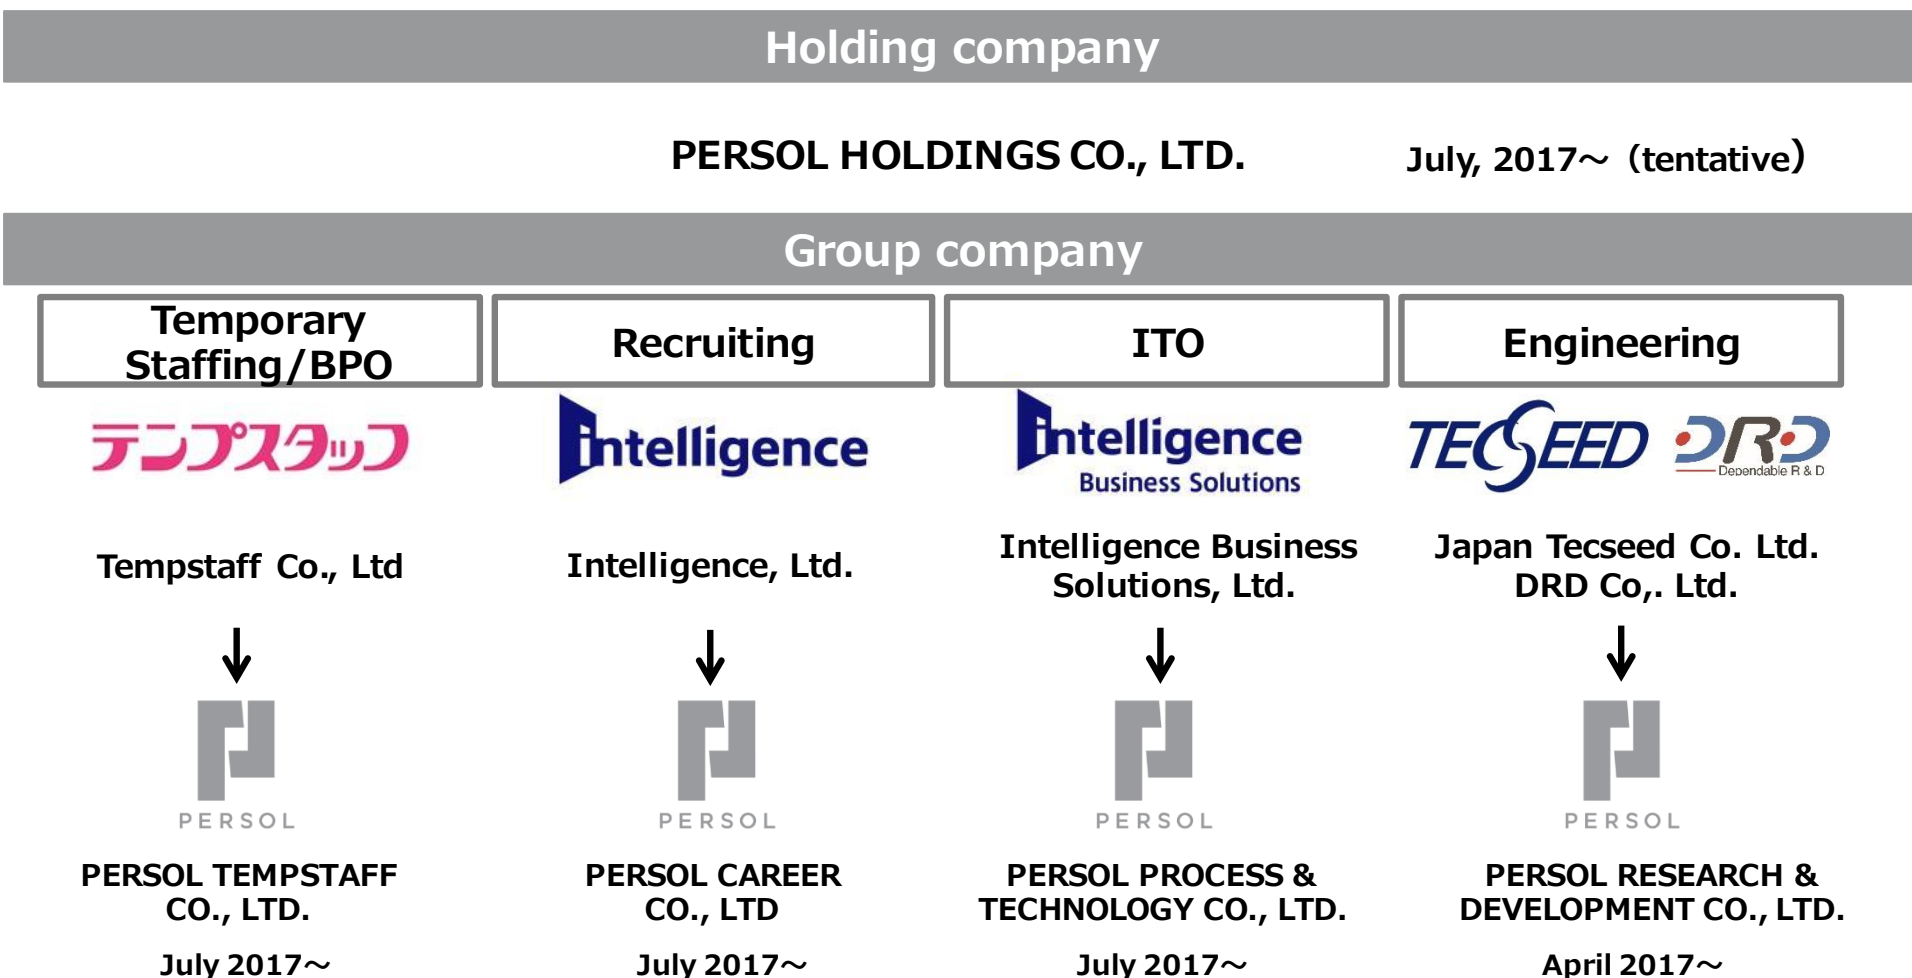 Holding company
PERSOL HOLDINGS CO., LTD.
July, 2017～（tentative）
Group company
Temporary
Staffing/BPO
Recruiting
ITO
Engineering
テンプスタッフ
intelligence
intelligence
Business Solutions
TECSEED
DRD
Dependable R & D
Tempstaff Co., Ltd
Intelligence, Ltd.
Intelligence Business
Solutions, Ltd.
Japan Tecseed Co. Ltd.
DRD Co,. Ltd.
PERSOL
PERSOL
PERSOL
PERSOL
PERSOL TEMPSTAFF
CO., LTD.
PERSOL CAREER
CO., LTD
PERSOL PROCESS &
TECHNOLOGY CO., LTD.
PERSOL RESEARCH &
DEVELOPMENT CO., LTD.
July 2017～
July 2017～
July 2017～
April 2017～